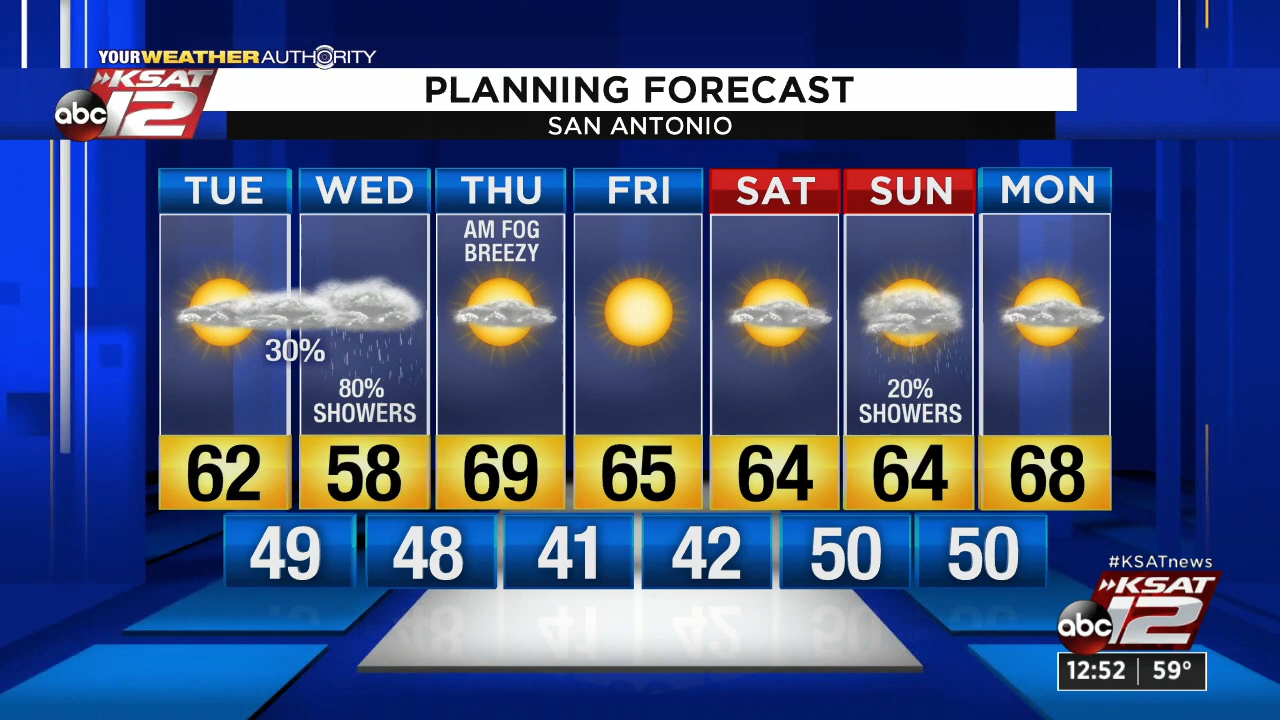 YOURWEATHERAUTHORITY
KSAT
abc 12
PLANNING FORECAST
SAN ANTONIO
TUE WED THU FRI SAT SUN MON
AM FOG
BREEZY
30%
80%
SHOWERS
20%
SHOWERS
62 58 69 65 64 64 68
49 48 41 42 50 50
#KSATnews
KSAT
abc 12
12:52 59°